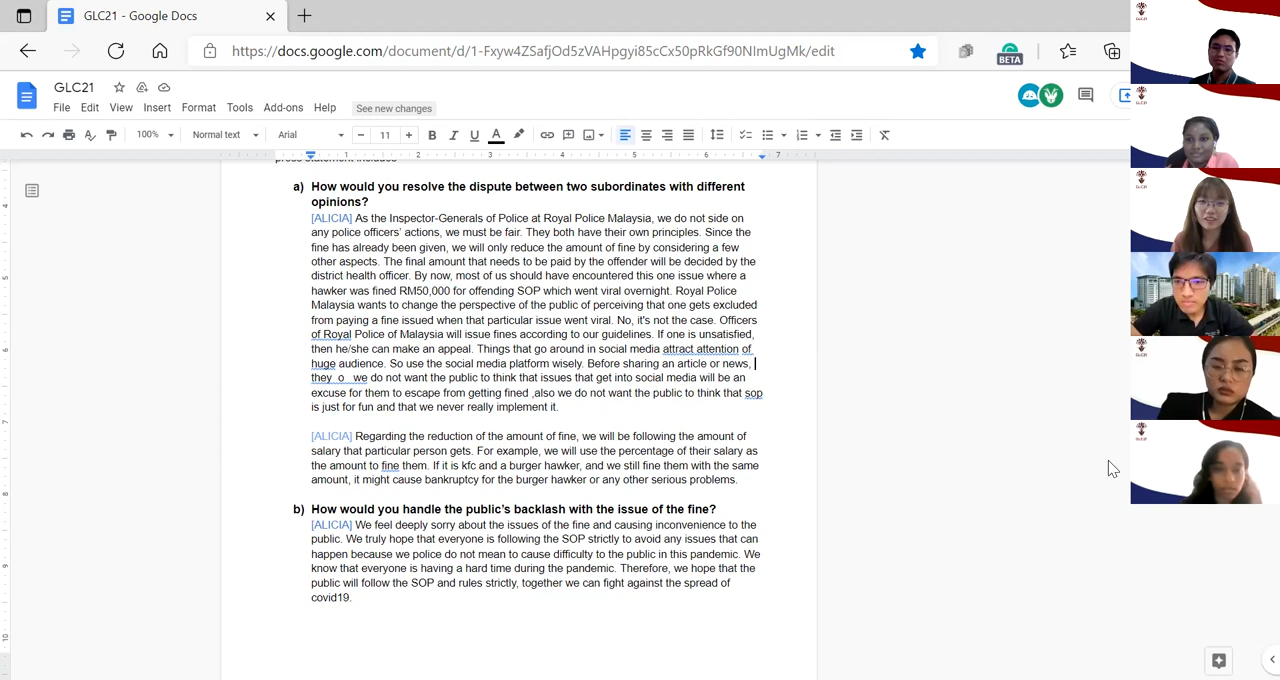 GLC21 - Google Docs
https://docs.google.com/document/d/1-Fxyw4ZSafjOd5zVAHpgyi85cCx50pRkGf90NImUgMk/edit
BETA
GLC21
File Edit View Insert Format Tools Add-ons Help See new changes
100% Normal text Arial 11 B I U A
1 2 3 4 5 6 7
press statement includes
a) How would you resolve the dispute between two subordinates with different
opinions?
[ALICIA] As the Inspector-Generals of Police at Royal Police Malaysia, we do not side on
any police officers' actions, we must be fair. They both have their own principles. Since the
fine has already been given, we will only reduce the amount of fine by considering a few
other aspects. The final amount that needs to be paid by the offender will be decided by the
district health officer. By now, most of us should have encountered this one issue where a
hawker was fined RM50,000 for offending SOP which went viral overnight. Royal Police
Malaysia wants to change the perspective of the public of perceiving that one gets excluded
from paying a fine issued when that particular issue went viral. No, it's not the case. Officers
of Royal Police of Malaysia will issue fines according to our guidelines. If one is unsatisfied,
then he/she can make an appeal. Things that go around in social media attract attention of
huge audience. So use the social media platform wisely. Before sharing an article or news,
they o we do not want the public to think that issues that get into social media will be an
excuse for them to escape from getting fined ,also we do not want the public to think that sop
is just for fun and that we never really implement it.
[ALICIA] Regarding the reduction of the amount of fine, we will be following the amount of
salary that particular person gets. For example, we will use the percentage of their salary as
the amount to fine them. If it is kfc and a burger hawker, and we still fine them with the same
amount, it might cause bankruptcy for the burger hawker or any other serious problems.
b) How would you handle the public's backlash with the issue of the fine?
[ALICIA] We feel deeply sorry about the issues of the fine and causing inconvenience to the
public. We truly hope that everyone is following the SOP strictly to avoid any issues that can
happen because we police do not mean to cause difficulty to the public in this pandemic. We
know that everyone is having a hard time during the pandemic. Therefore, we hope that the
public will follow the SOP and rules strictly, together we can fight against the spread of
covid19.